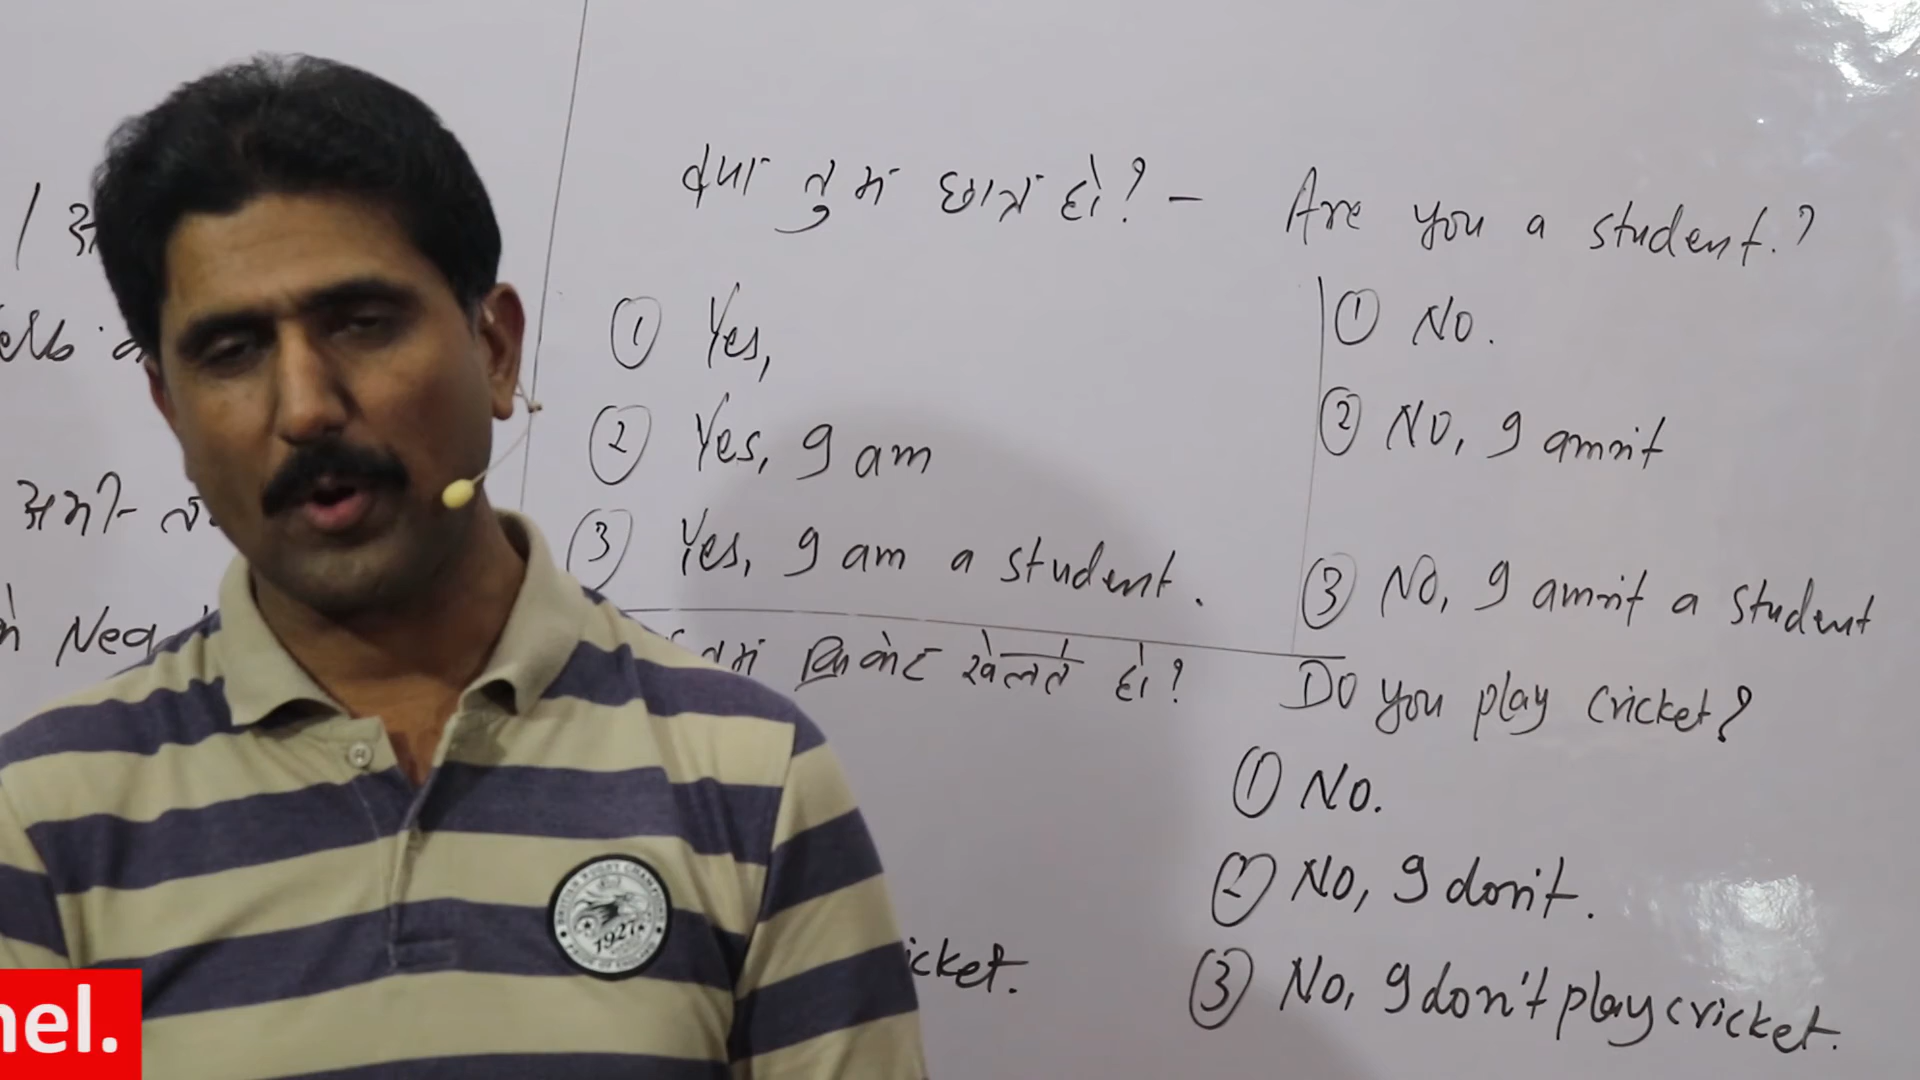 क्या तुम छात्र हो? – Are you a student.?
① Yes,
② Yes, I am
③ Yes, I am a student.
① No.
② No, I amn't
③ No, I amn't a student
क्रिकेट खेलते हो? Do you play cricket?
① No.
② No, I don't.
③ No, I don't play cricket.
icket.
Neg
1927
nel.